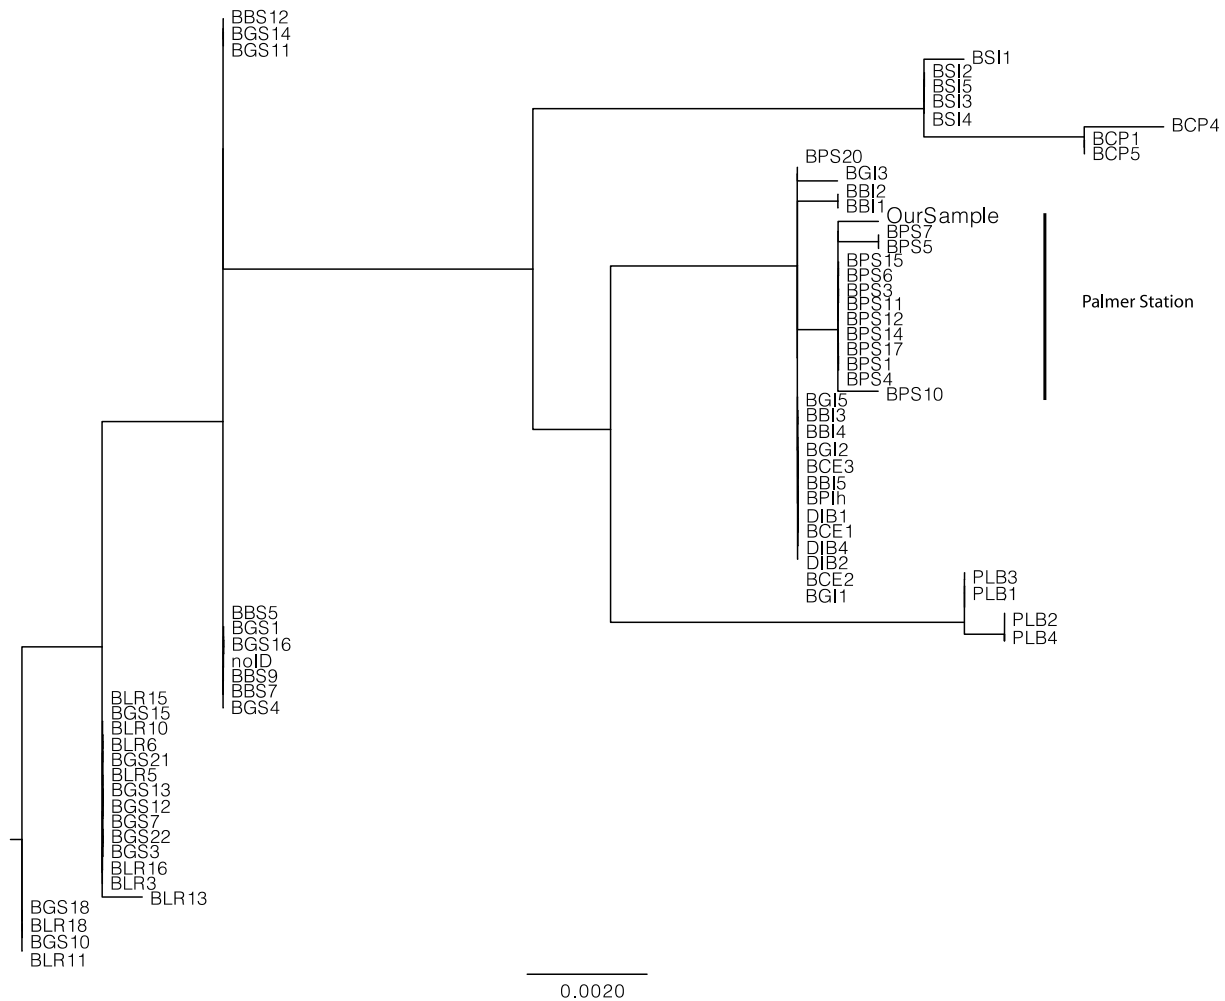 BBS12
BGS14
BGS11
BSI1
BSI2
BSI5
BSI3
BSI4
BCP4
BCP1
BCP5
BPS20
BGI3
BBI2
BBI1
OurSample
BPS7
BPS5
BPS15
BPS6
BPS3
BPS11
BPS12
BPS14
BPS17
BPS1
BPS4
BPS10
Palmer Station
BGI5
BBI3
BBI4
BGI2
BCE3
BBI5
BPIh
DIB1
BCE1
DIB4
DIB2
BCE2
BGI1
PLB3
PLB1
PLB2
PLB4
BBS5
BGS1
BGS16
noID
BBS9
BBS7
BGS4
BLR15
BGS15
BLR10
BLR6
BGS21
BLR5
BGS13
BGS12
BGS7
BGS22
BGS3
BLR16
BLR3
BLR13
BGS18
BLR18
BGS10
BLR11
0.0020